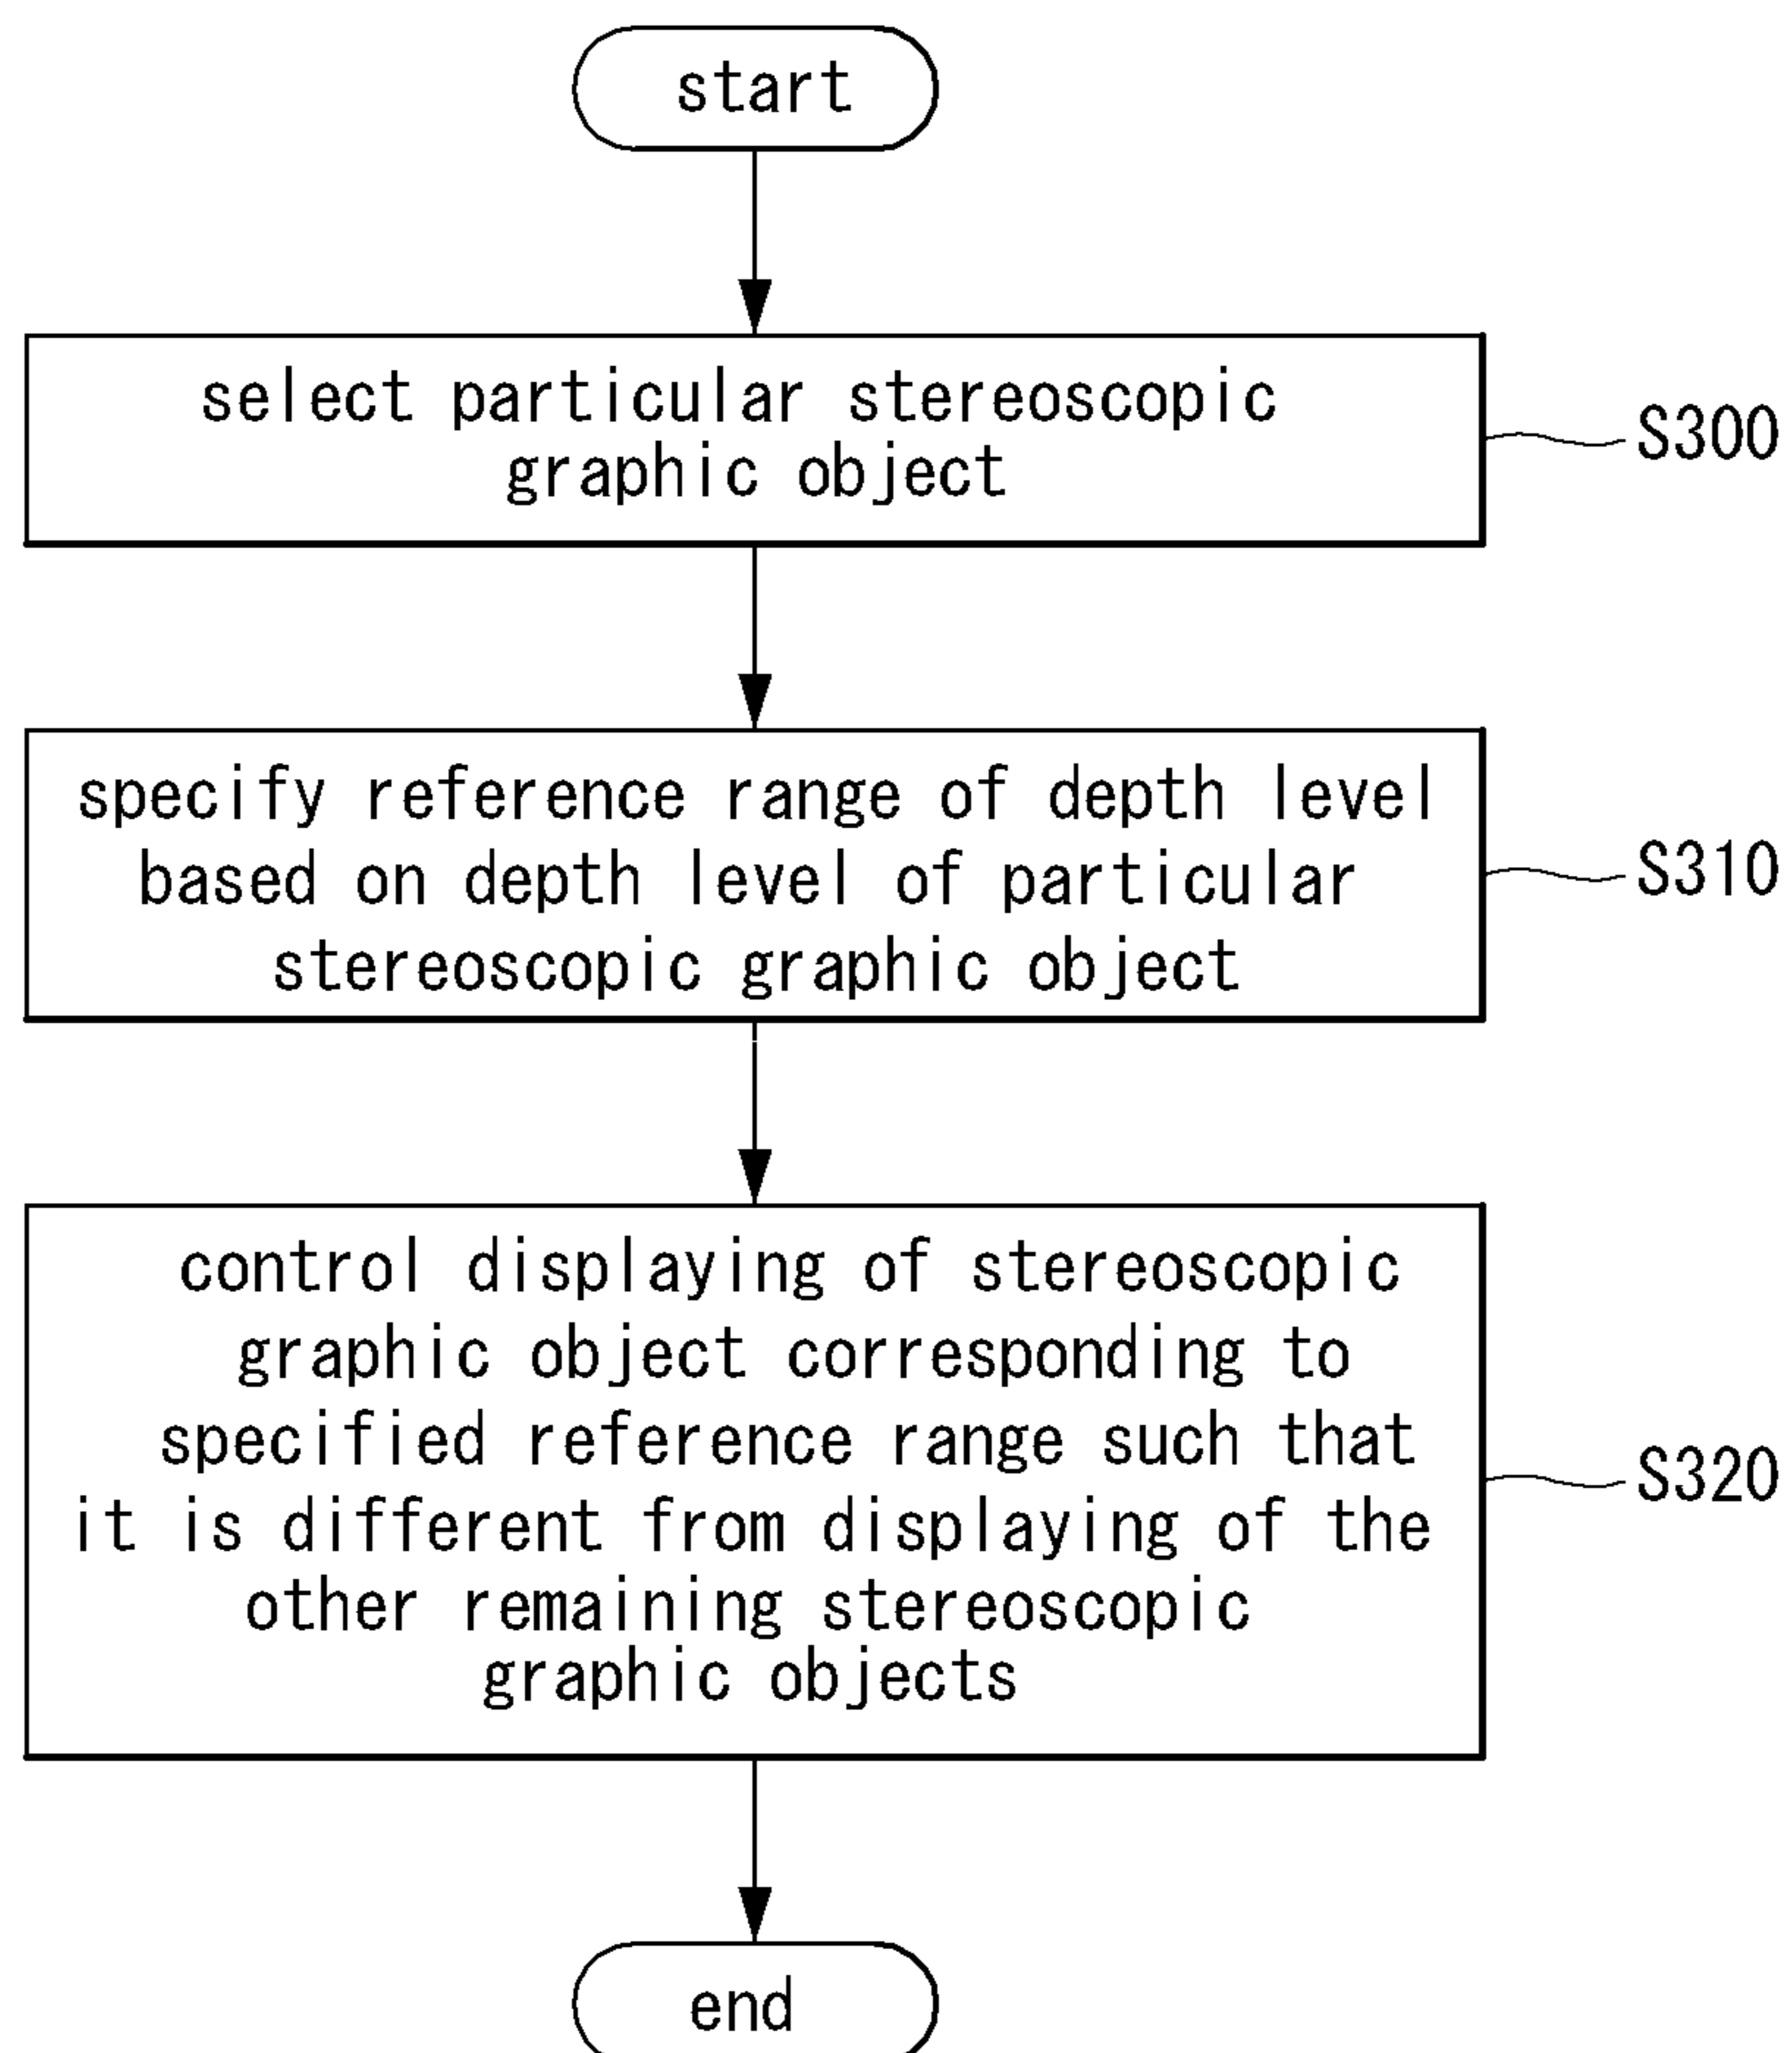 start
select particular stereoscopic
graphic object
S300
specify reference range of depth level
based on depth level of particular
stereoscopic graphic object
S310
control displaying of stereoscopic
graphic object corresponding to
specified reference range such that
it is different from displaying of the
other remaining stereoscopic
graphic objects
S320
end